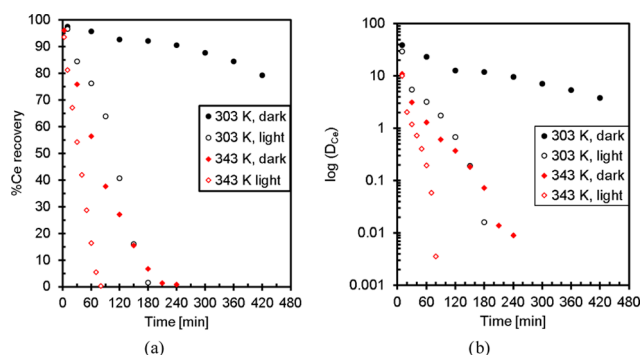 100
90
80
70
60
50
40
30
20
10
0
%Ce recovery
303 K, dark
303 K, light
343 K, dark
343 K light
0 60 120 180 240 300 360 420 480
Time [min]
(a)
100
10
1
0.1
0.01
0.001
log (DCe)
303 K, dark
303 K, light
343 K, dark
343 K, light
0 60 120 180 240 300 360 420 480
Time [min]
(b)